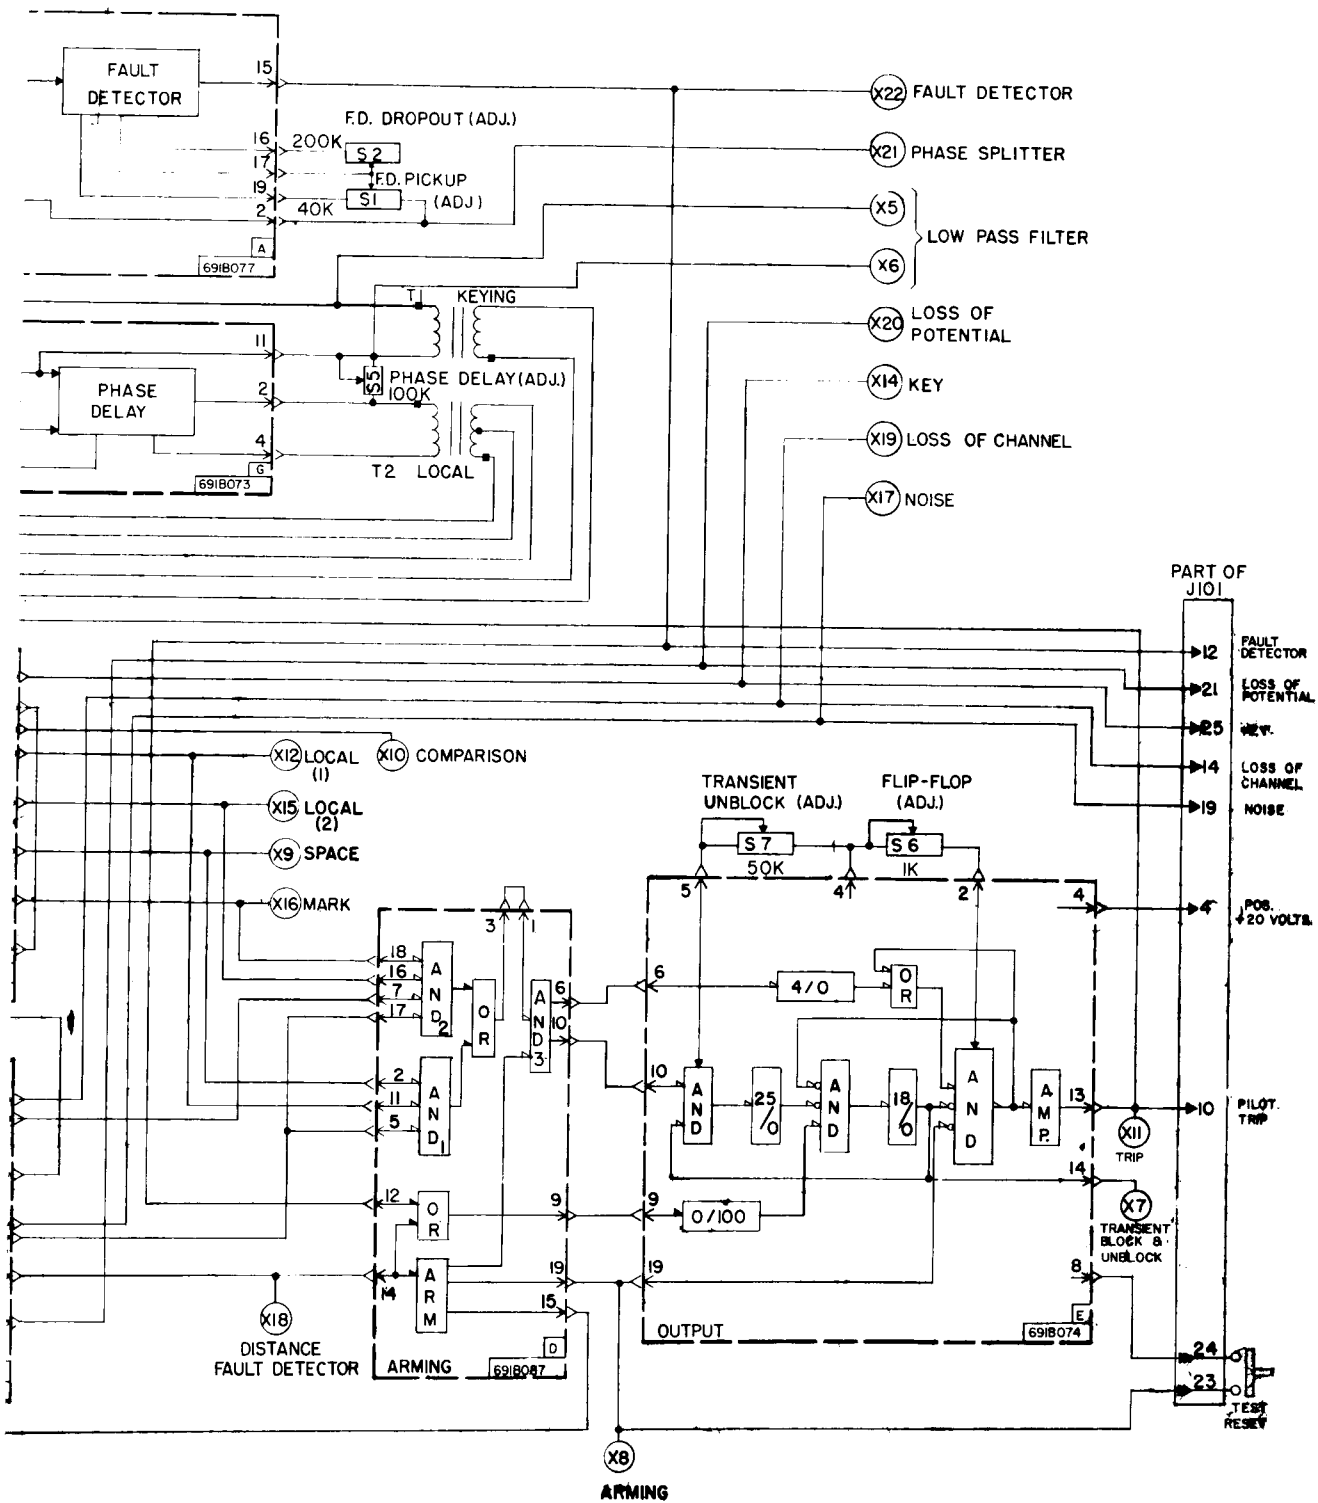 FAULT
DETECTOR
15
16
17
19
2
A
691B077
F.D. DROPOUT (ADJ.)
200K
S2
F.D. PICKUP
(ADJ)
S1
40K
X22 FAULT DETECTOR
X21 PHASE SPLITTER
X5
X6
LOW PASS FILTER
X20 LOSS OF
POTENTIAL
X14 KEY
X19 LOSS OF CHANNEL
X17 NOISE
T1
KEYING
11
PHASE
DELAY
2
4
G
691B073
S5
PHASE DELAY (ADJ.)
100K
T2 LOCAL
PART OF
J101
12 FAULT
DETECTOR
21 LOSS OF
POTENTIAL
25
14 LOSS OF
CHANNEL
19 NOISE
X12 LOCAL
(1)
X10 COMPARISON
X15 LOCAL
(2)
X9 SPACE
X16 MARK
TRANSIENT
UNBLOCK (ADJ.)
FLIP-FLOP
(ADJ.)
S7
50K
S6
1K
5
4
2
4
4 POS.
+20 VOLTS.
3
1
18
16
7
17
AND
2
OR
AND
3
6
10
2
11
5
AND
1
12
OR
9
14
ARM
19
15
D
ARMING
691B087
X18
DISTANCE
FAULT DETECTOR
6
4/0
OR
10
AND
25
/0
AND
18
/0
AND
AMP.
13
10 PILOT
TRIP
X11
TRIP
14
X7
TRANSIENT
BLOCK &
UNBLOCK
9
0/100
19
8
E
OUTPUT
691B074
24
23
TEST
RESET
X8
ARMING